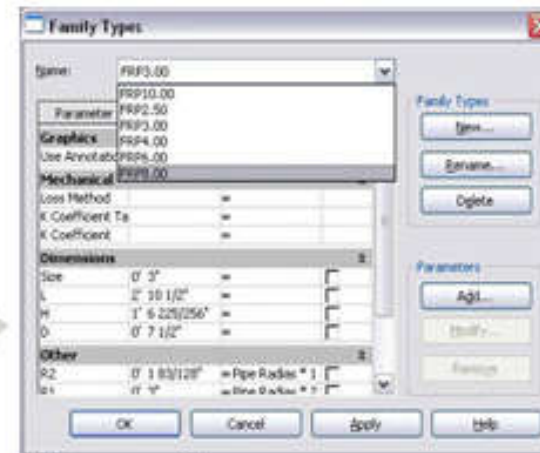 Family Types
Name: FRP3.00
FRP10.00
FRP2.50
FRP3.00
FRP4.00
FRP6.00
FRP8.00
Parameter
Graphics
Use Annotatio
Mechanical
Loss Method =
K Coefficient Ta
K Coefficient =
Dimensions
Size 0' 3" =
L 2' 10 1/2" =
H 1' 6 225/256" =
D 0' 7 1/2" =
Other
R2 0' 1 83/128" = Pipe Radius * 1
R1 0' 3" = Pipe Radius * 2
Family Types
New...
Rename...
Delete
Parameters
Add...
Modify...
Remove
OK Cancel Apply Help